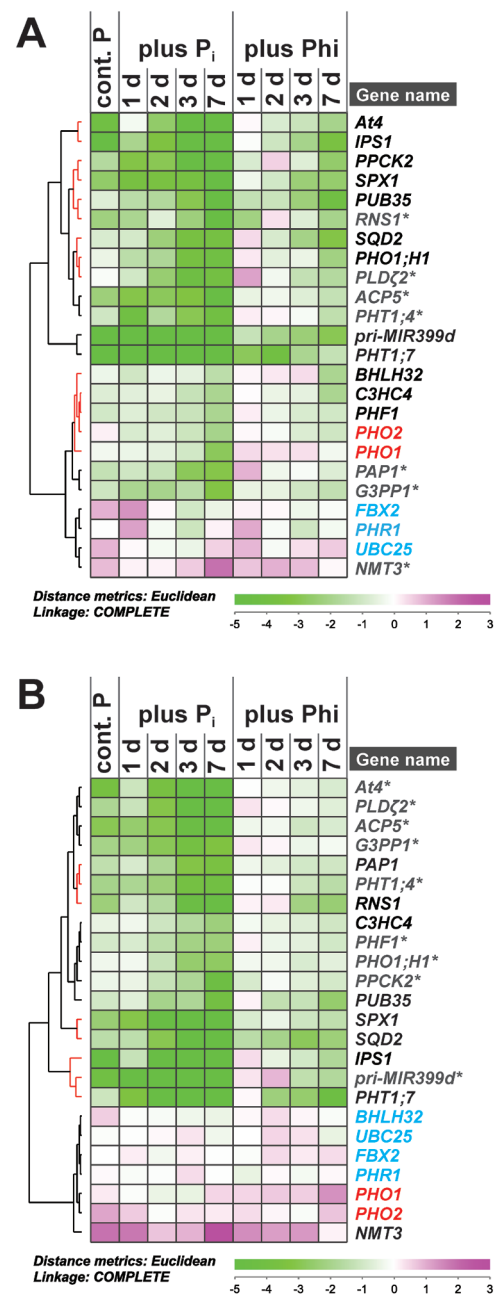 A
cont. P
plus Pi
plus Phi
1 d
2 d
3 d
7 d
1 d
2 d
3 d
7 d
Gene name
At4
IPS1
PPCK2
SPX1
PUB35
RNS1*
SQD2
PHO1;H1
PLDζ2*
ACP5*
PHT1;4*
pri-MIR399d
PHT1;7
BHLH32
C3HC4
PHF1
PHO2
PHO1
PAP1*
G3PP1*
FBX2
PHR1
UBC25
NMT3*
Distance metrics: Euclidean
Linkage: COMPLETE
-5 -4 -3 -2 -1 0 1 2 3
B
cont. P
plus Pi
plus Phi
1 d
2 d
3 d
7 d
1 d
2 d
3 d
7 d
Gene name
At4*
PLDζ2*
ACP5*
G3PP1*
PAP1
PHT1;4*
RNS1
C3HC4
PHF1*
PHO1;H1*
PPCK2*
PUB35
SPX1
SQD2
IPS1
pri-MIR399d*
PHT1;7
BHLH32
UBC25
FBX2
PHR1
PHO1
PHO2
NMT3
Distance metrics: Euclidean
Linkage: COMPLETE
-5 -4 -3 -2 -1 0 1 2 3